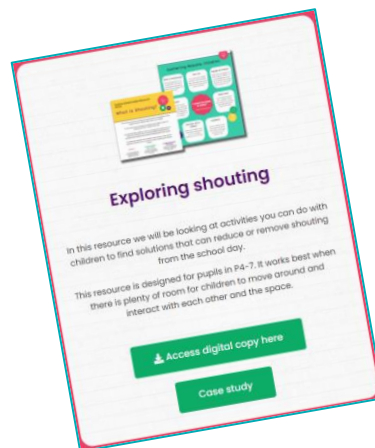 What is Shouting?
Exploring shouting
In this resource we will be looking at activities you can do with
children to find solutions that can reduce or remove shouting
from the school day.
This resource is designed for pupils in P4-7. It works best when
there is plenty of room for children to move around and
interact with each other and the space.
Access digital copy here
Case study